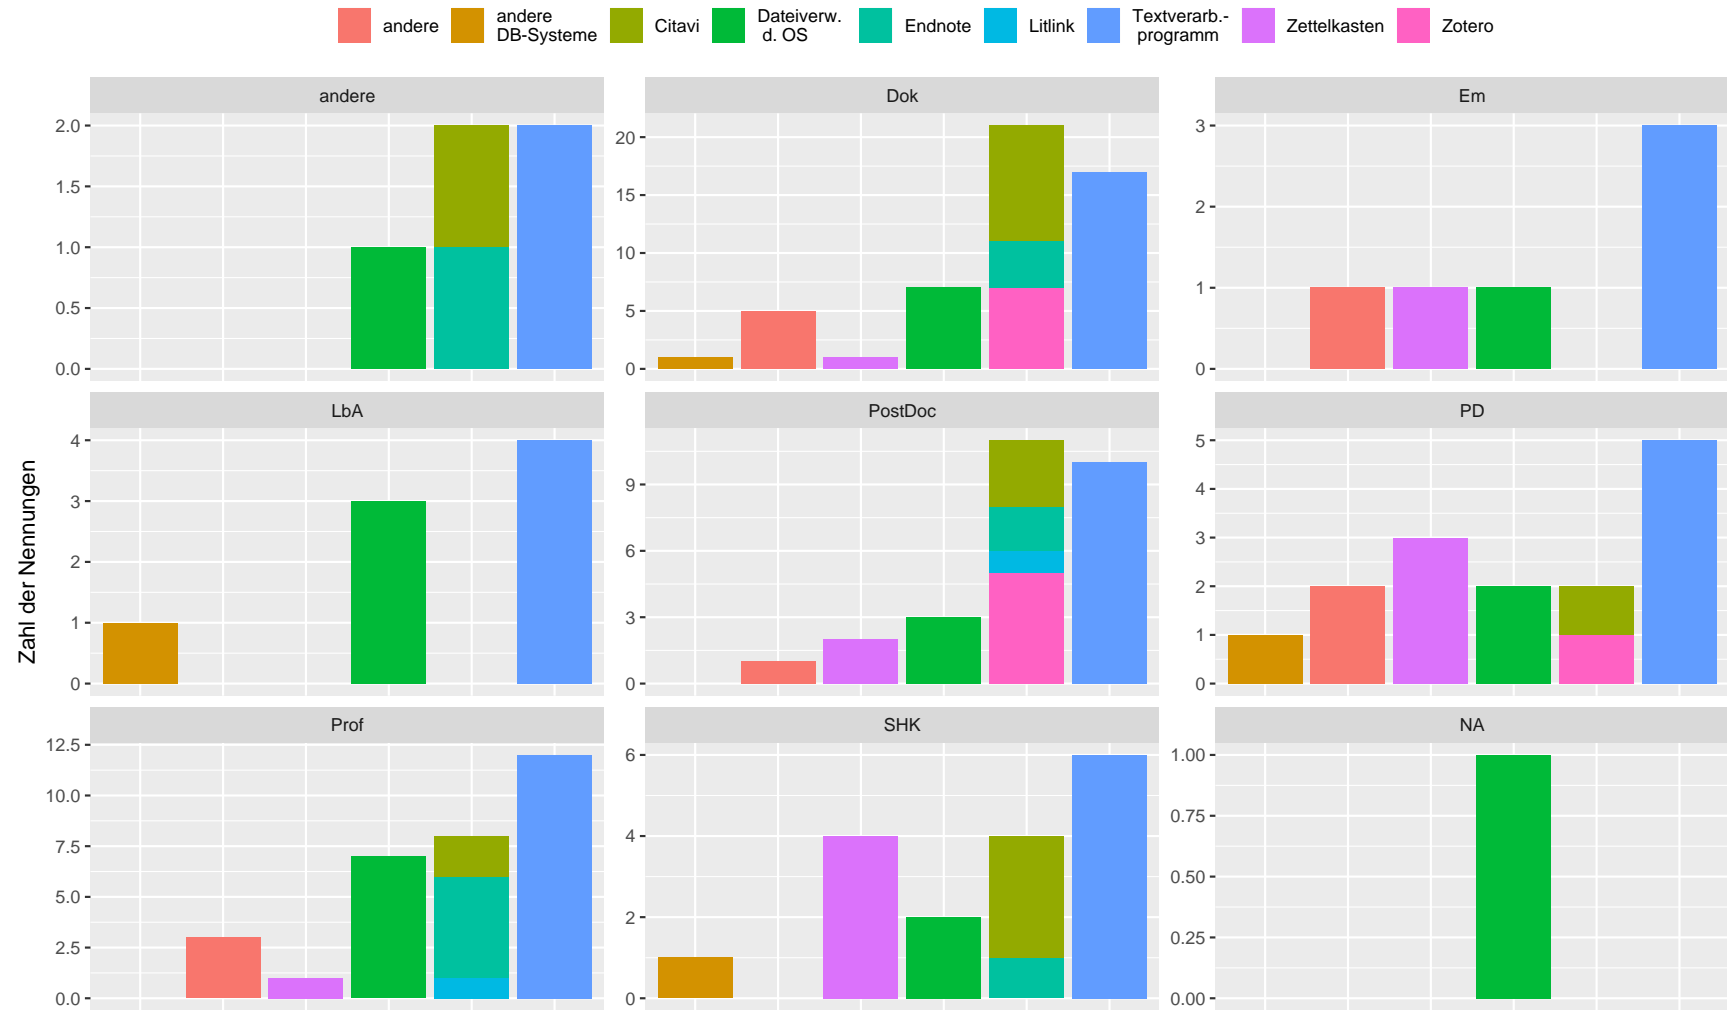 andere
andere
DB-Systeme
Citavi
Dateiverw.
d. OS
Endnote
Litlink
Textverarb.-
programm
Zettelkasten
Zotero
andere
Dok
Em
2.0
1.5
1.0
0.5
0.0
20
15
10
5
0
3
2
1
0
LbA
PostDoc
PD
4
3
2
1
0
9
6
3
0
5
4
3
2
1
0
Zahl der Nennungen
Prof
SHK
NA
12.5
10.0
7.5
5.0
2.5
0.0
6
4
2
0
1.00
0.75
0.50
0.25
0.00